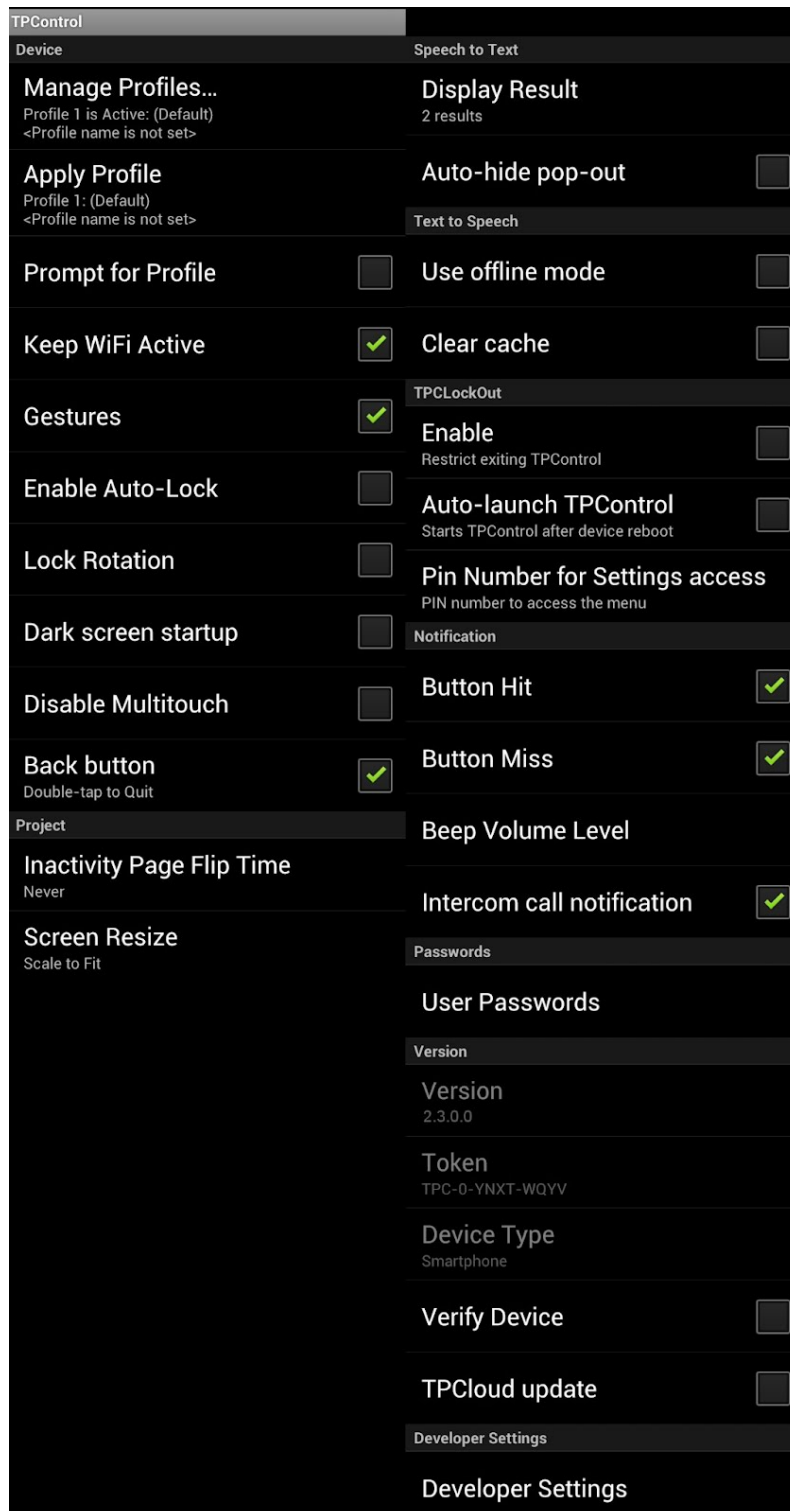 TPControl
Device
Manage Profiles...
Profile 1 is Active: (Default)
<Profile name is not set>
Apply Profile
Profile 1: (Default)
<Profile name is not set>
Prompt for Profile
Keep WiFi Active
Gestures
Enable Auto-Lock
Lock Rotation
Dark screen startup
Disable Multitouch
Back button
Double-tap to Quit
Project
Inactivity Page Flip Time
Never
Screen Resize
Scale to Fit
Speech to Text
Display Result
2 results
Auto-hide pop-out
Text to Speech
Use offline mode
Clear cache
TPCLockOut
Enable
Restrict exiting TPControl
Auto-launch TPControl
Starts TPControl after device reboot
Pin Number for Settings access
PIN number to access the menu
Notification
Button Hit
Button Miss
Beep Volume Level
Intercom call notification
Passwords
User Passwords
Version
Version
2.3.0.0
Token
TPC-0-YNXT-WQYV
Device Type
Smartphone
Verify Device
TPCloud update
Developer Settings
Developer Settings